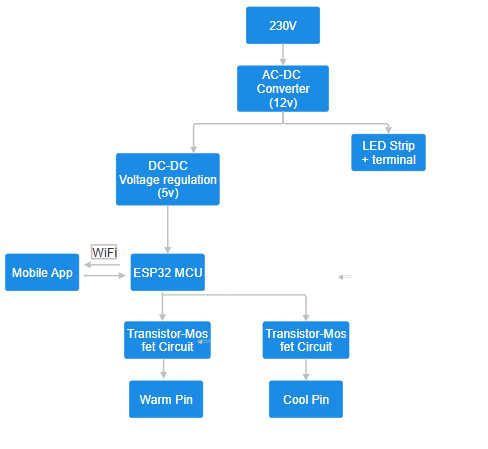 230V
AC-DC
Converter
(12v)
LED Strip
+ terminal
DC-DC
Voltage regulation
(5v)
WiFi
Mobile App
ESP32 MCU
Transistor-Mos
fet Circuit
Transistor-Mos
fet Circuit
Warm Pin
Cool Pin